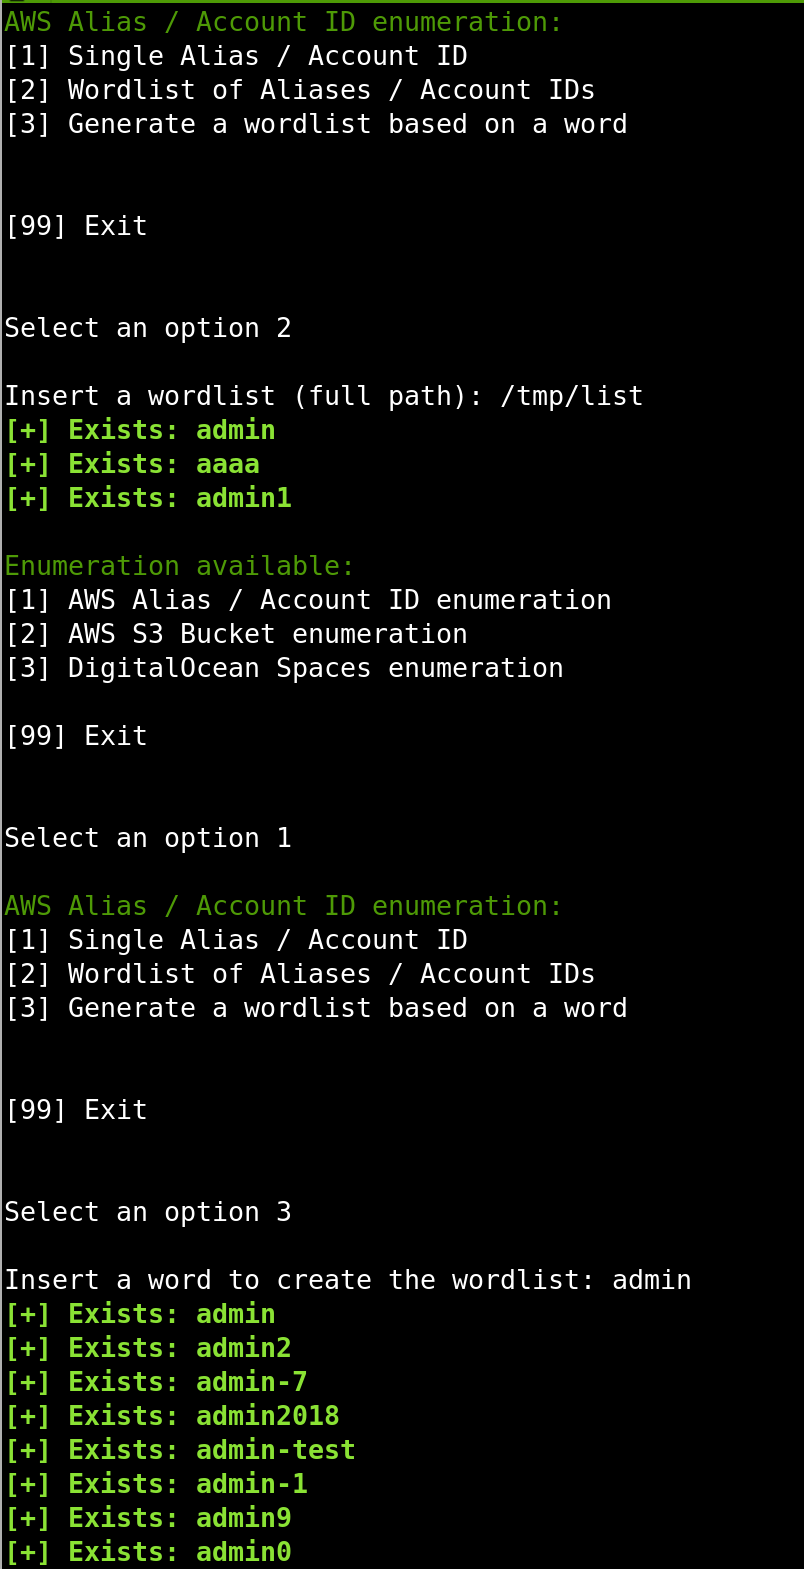 AWS Alias / Account ID enumeration:
[1] Single Alias / Account ID
[2] Wordlist of Aliases / Account IDs
[3] Generate a wordlist based on a word
[99] Exit
Select an option 2
Insert a wordlist (full path): /tmp/list
[+] Exists: admin
[+] Exists: aaaa
[+] Exists: admin1
Enumeration available:
[1] AWS Alias / Account ID enumeration
[2] AWS S3 Bucket enumeration
[3] DigitalOcean Spaces enumeration
[99] Exit
Select an option 1
AWS Alias / Account ID enumeration:
[1] Single Alias / Account ID
[2] Wordlist of Aliases / Account IDs
[3] Generate a wordlist based on a word
[99] Exit
Select an option 3
Insert a word to create the wordlist: admin
[+] Exists: admin
[+] Exists: admin2
[+] Exists: admin-7
[+] Exists: admin2018
[+] Exists: admin-test
[+] Exists: admin-1
[+] Exists: admin9
[+] Exists: admin0